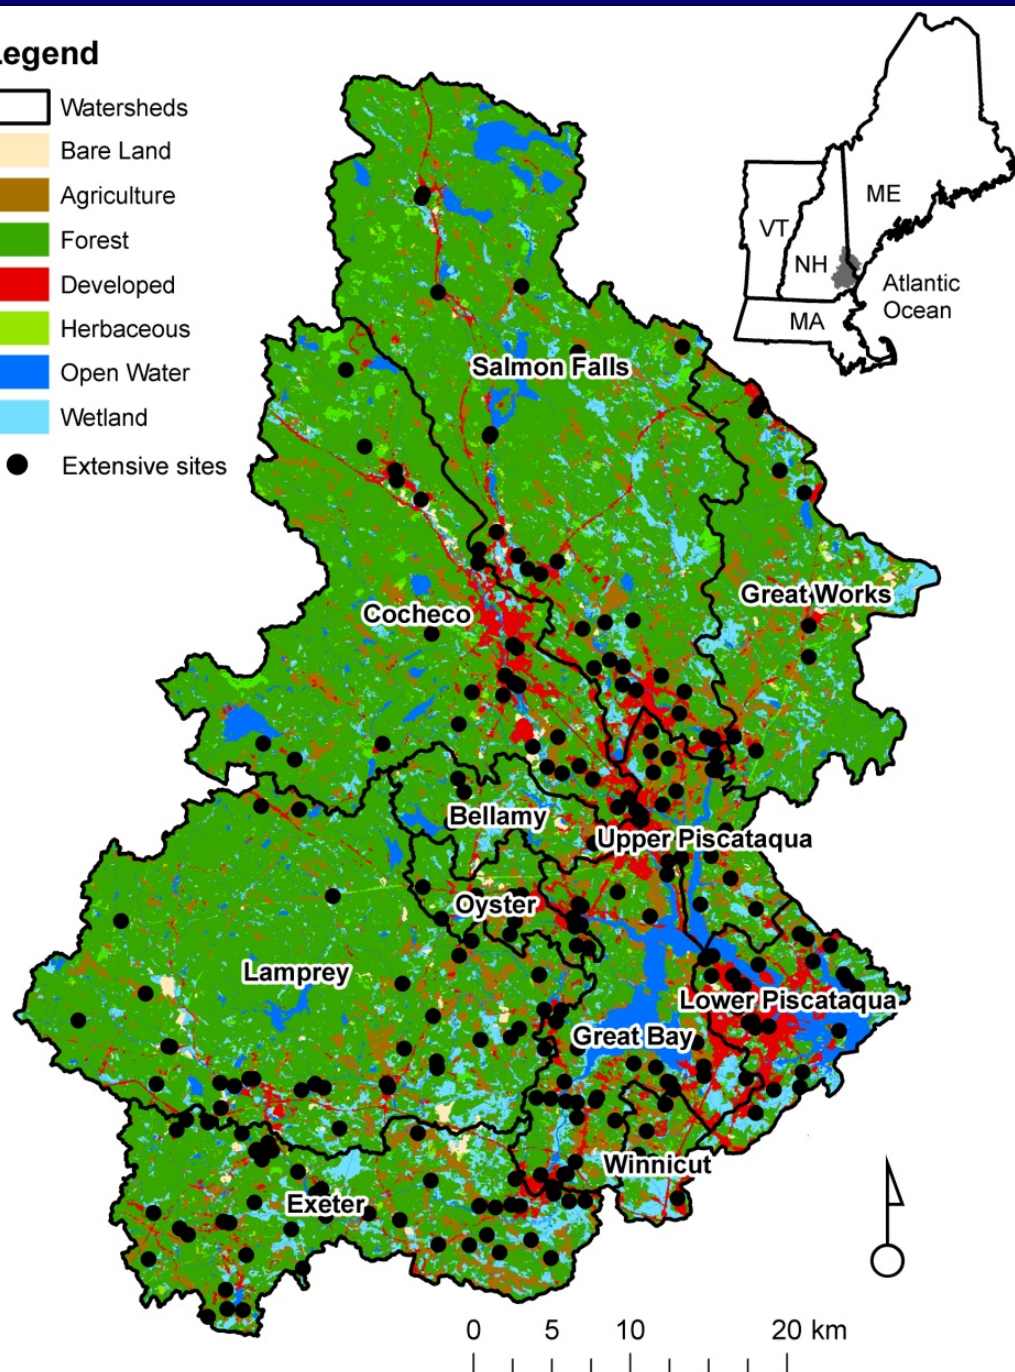 Legend
Watersheds
Bare Land
Agriculture
Forest
Developed
Herbaceous
Open Water
Wetland
Extensive sites
ME
VT
NH
Atlantic
Ocean
MA
Salmon Falls
Great Works
Cocheco
Bellamy
Upper Piscataqua
Oyster
Lamprey
Lower Piscataqua
Great Bay
Winnicut
Exeter
0 5 10 20 km